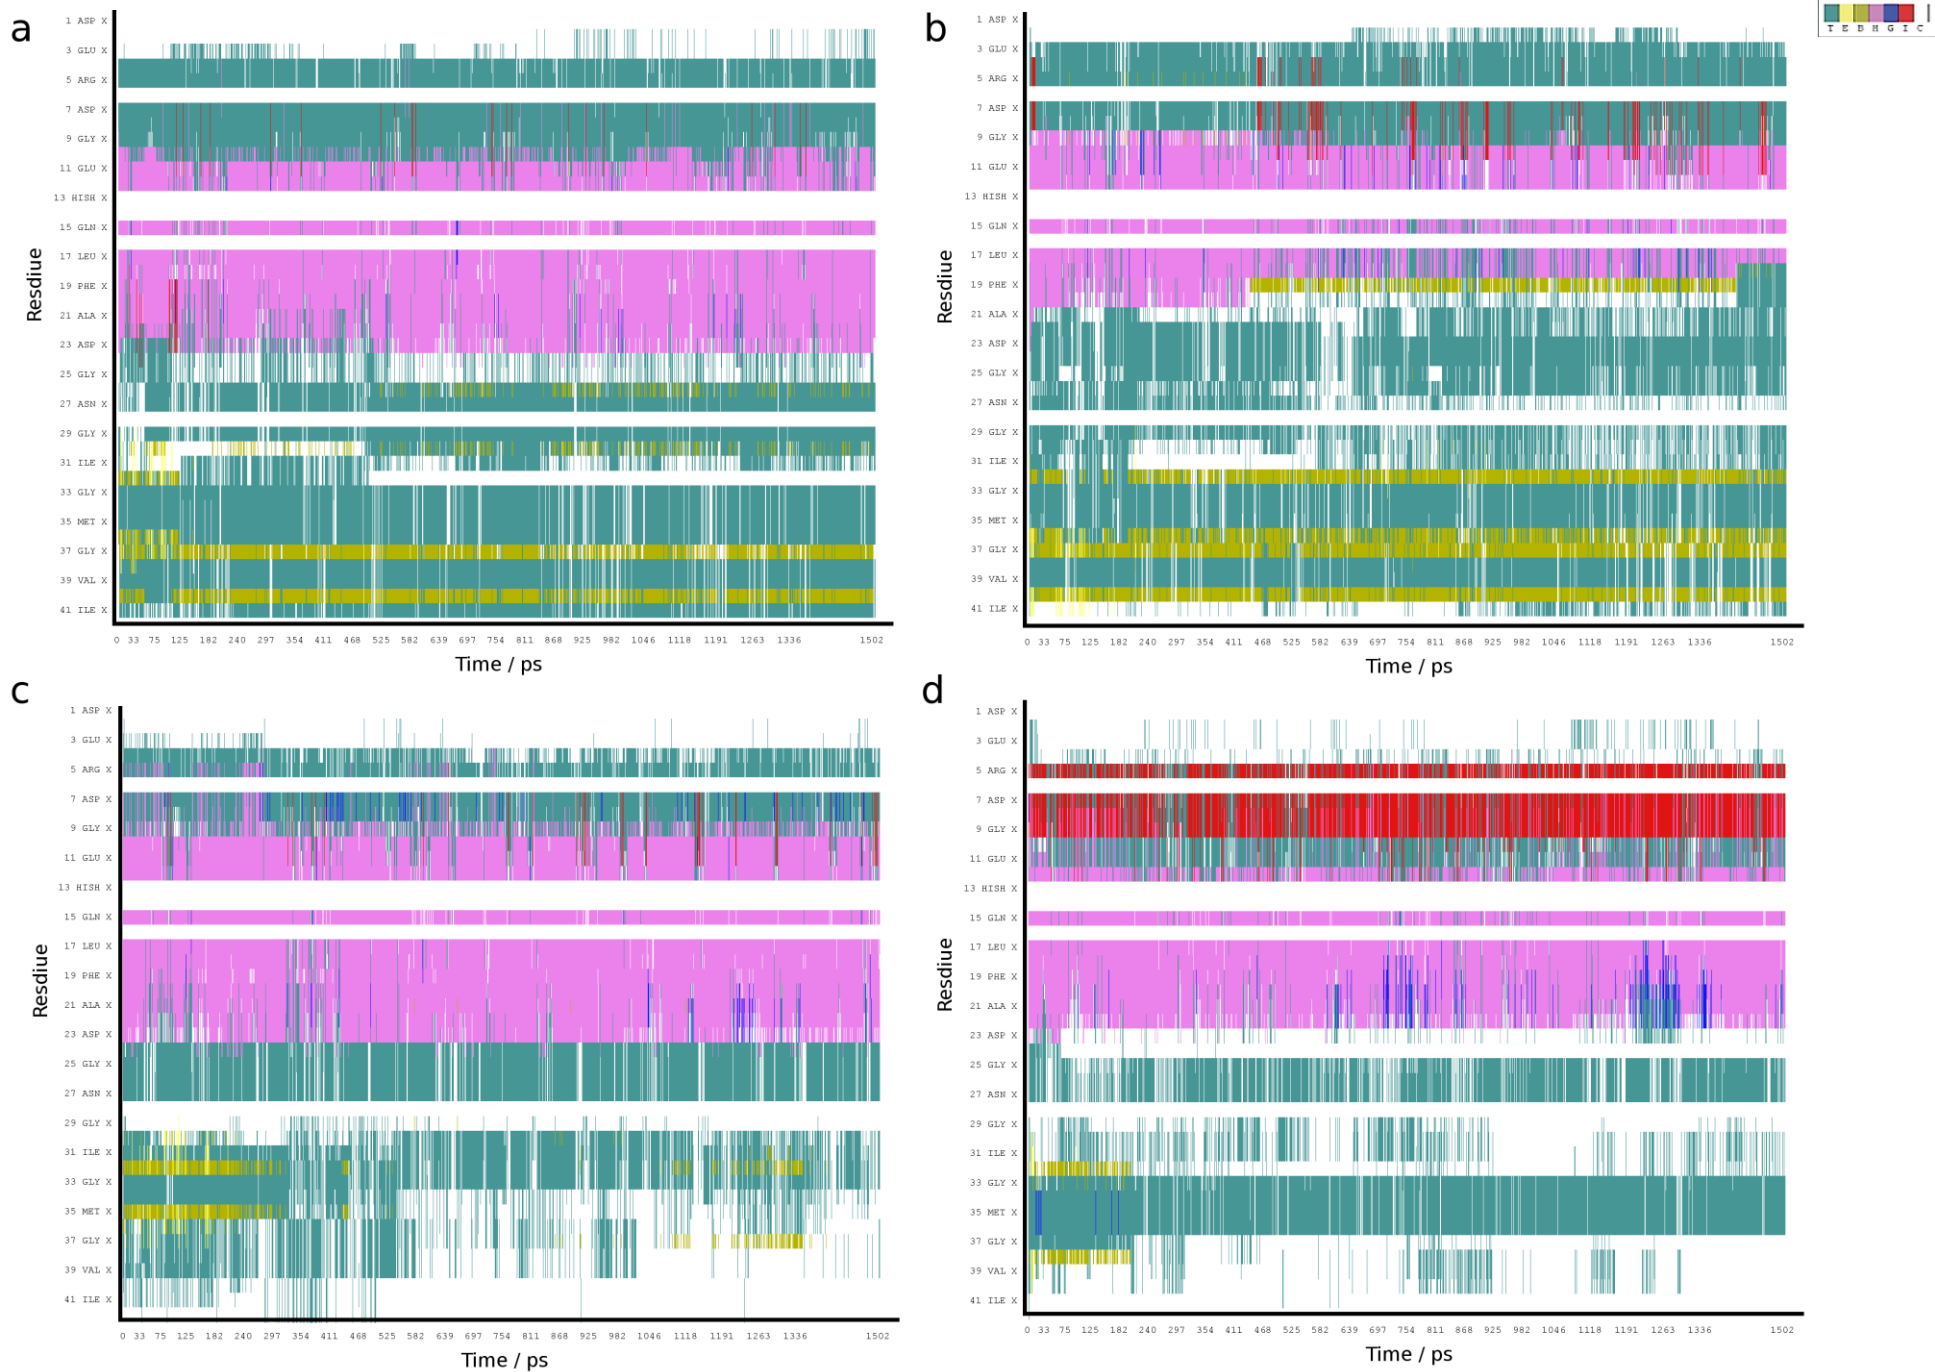 a
1 ASP X
3 GLU X
5 ARG X
7 ASP X
9 GLY X
11 GLU X
13 HISH X
15 GLN X
17 LEU X
19 PHE X
21 ALA X
23 ASP X
25 GLY X
27 ASN X
29 GLY X
31 ILE X
33 GLY X
35 MET X
37 GLY X
39 VAL X
41 ILE X
Resdiue
0 33 75 125 182 240 297 354 411 468 525 582 639 697 754 811 868 925 982 1046 1118 1191 1263 1336 1502
Time / ps
b
T E B H G I C
1 ASP X
3 GLU X
5 ARG X
7 ASP X
9 GLY X
11 GLU X
13 HISH X
15 GLN X
17 LEU X
19 PHE X
21 ALA X
23 ASP X
25 GLY X
27 ASN X
29 GLY X
31 ILE X
33 GLY X
35 MET X
37 GLY X
39 VAL X
41 ILE X
Resdiue
0 33 75 125 182 240 297 354 411 468 525 582 639 697 754 811 868 925 982 1046 1118 1191 1263 1336 1502
Time / ps
c
1 ASP X
3 GLU X
5 ARG X
7 ASP X
9 GLY X
11 GLU X
13 HISH X
15 GLN X
17 LEU X
19 PHE X
21 ALA X
23 ASP X
25 GLY X
27 ASN X
29 GLY X
31 ILE X
33 GLY X
35 MET X
37 GLY X
39 VAL X
41 ILE X
Resdiue
0 33 75 125 182 240 297 354 411 468 525 582 639 697 754 811 868 925 982 1046 1118 1191 1263 1336 1502
Time / ps
d
1 ASP X
3 GLU X
5 ARG X
7 ASP X
9 GLY X
11 GLU X
13 HISH X
15 GLN X
17 LEU X
19 PHE X
21 ALA X
23 ASP X
25 GLY X
27 ASN X
29 GLY X
31 ILE X
33 GLY X
35 MET X
37 GLY X
39 VAL X
41 ILE X
Resdiue
0 33 75 125 182 240 297 354 411 468 525 582 639 697 754 811 868 925 982 1046 1118 1191 1263 1336 1502
Time / ps